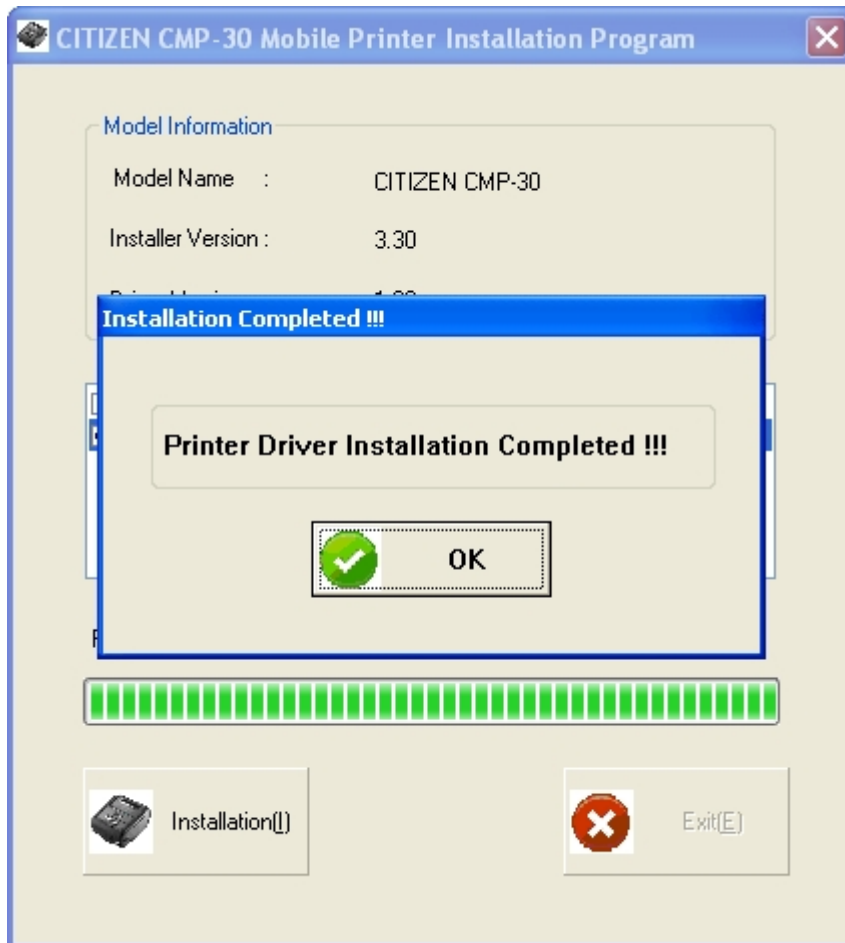 CITIZEN CMP-30 Mobile Printer Installation Program
Model Information
Model Name : CITIZEN CMP-30
Installer Version : 3.30
Installation Completed !!!
Printer Driver Installation Completed !!!
OK
Installation(I) Exit(E)